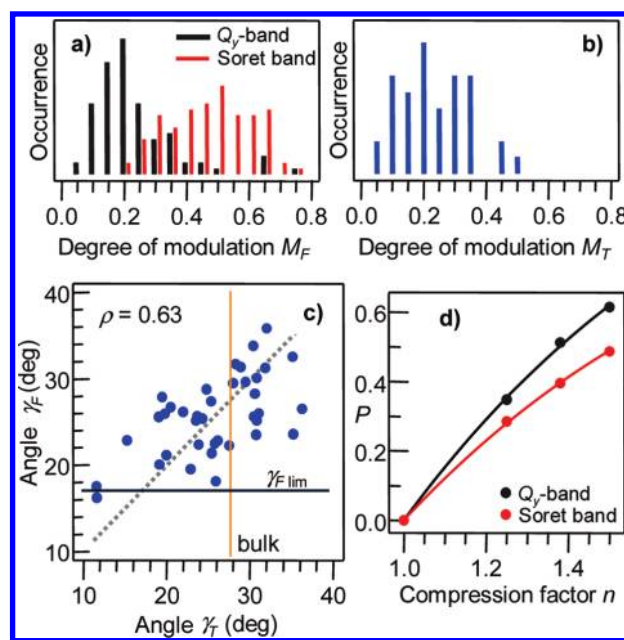 a)
Qy-band
Soret band
Occurrence
0.0 0.2 0.4 0.6 0.8
Degree of modulation MF
b)
Occurrence
0.0 0.2 0.4 0.6 0.8
Degree of modulation MT
c)
ρ = 0.63
Angle γF (deg)
40
30
20
10
γF lim
bulk
10 20 30 40
Angle γT (deg)
d)
P
0.6
0.4
0.2
0.0
Qy-band
Soret band
1.0 1.2 1.4
Compression factor n